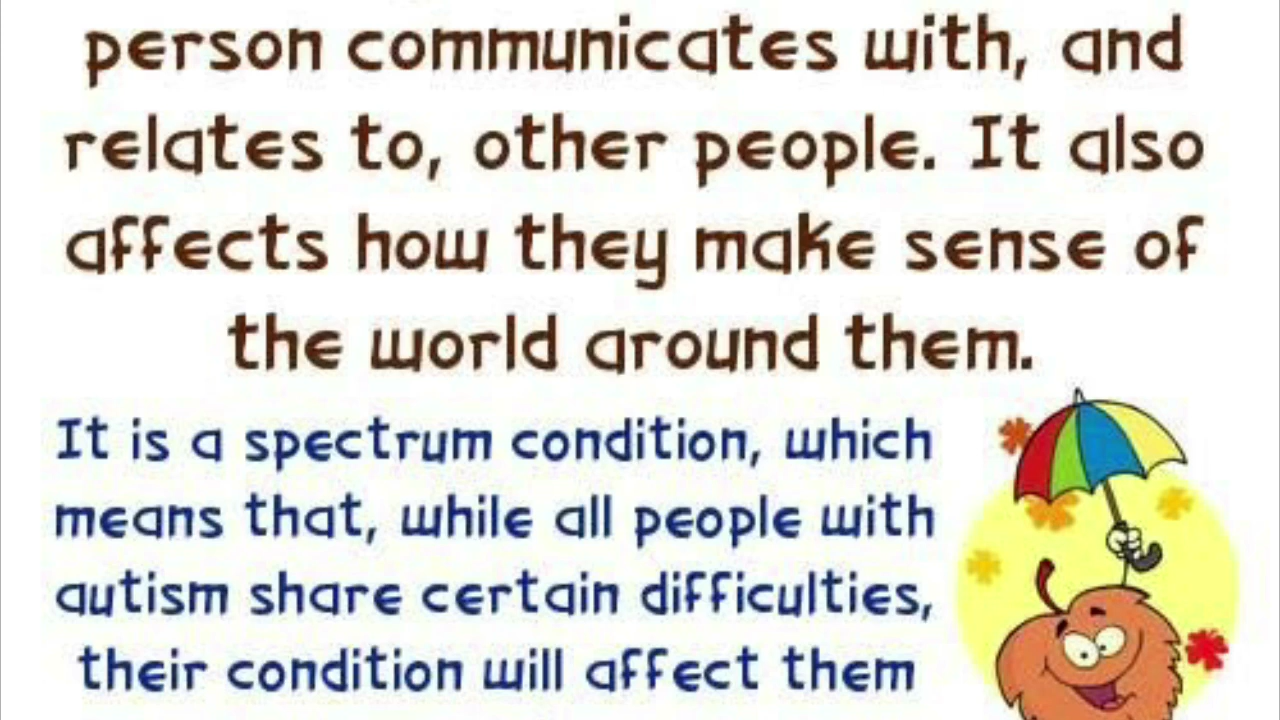 person communicates with, and
relates to, other people. It also
affects how they make sense of
the world around them.
It is a spectrum condition, which
means that, while all people with
autism share certain difficulties,
their condition will affect them